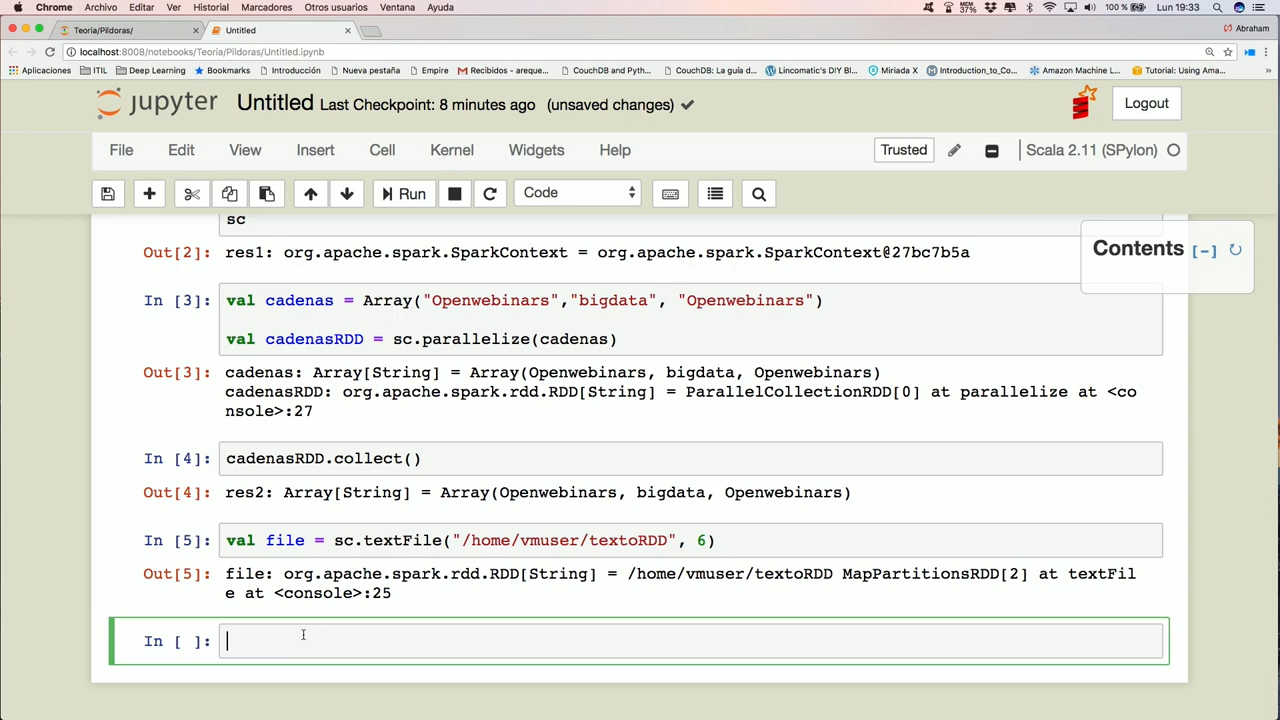 Chrome Archivo Editar Ver Historial Marcadores Otros usuarios Ventana Ayuda MEM 37% 100 % Lun 19:33
Teoria/Pildoras/ Untitled Abraham
localhost:8008/notebooks/Teoria/Pildoras/Untitled.ipynb
Aplicaciones ITIL Deep Learning Bookmarks Introducción Nueva pestaña Empire Recibidos - areque... CouchDB and Pyth... CouchDB: La guía d... Lincomatic's DIY Bl... Miriada X Introduction_to_Co... Amazon Machine L... Tutorial: Using Ama... »
jupyter Untitled Last Checkpoint: 8 minutes ago (unsaved changes) Logout
File Edit View Insert Cell Kernel Widgets Help Trusted Scala 2.11 (SPylon)
Run Code
sc
Contents [-]
Out[2]: res1: org.apache.spark.SparkContext = org.apache.spark.SparkContext@27bc7b5a
In [3]: val cadenas = Array("Openwebinars","bigdata", "Openwebinars")
val cadenasRDD = sc.parallelize(cadenas)
Out[3]: cadenas: Array[String] = Array(Openwebinars, bigdata, Openwebinars)
cadenasRDD: org.apache.spark.rdd.RDD[String] = ParallelCollectionRDD[0] at parallelize at <co
nsole>:27
In [4]: cadenasRDD.collect()
Out[4]: res2: Array[String] = Array(Openwebinars, bigdata, Openwebinars)
In [5]: val file = sc.textFile("/home/vmuser/textoRDD", 6)
Out[5]: file: org.apache.spark.rdd.RDD[String] = /home/vmuser/textoRDD MapPartitionsRDD[2] at textFil
e at <console>:25
In [ ]: